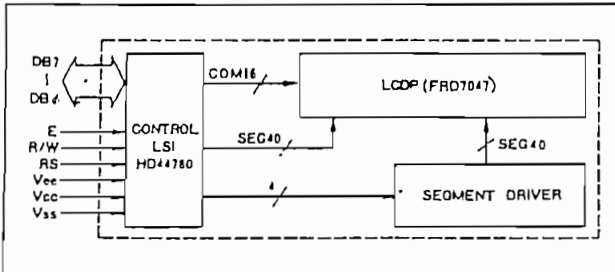 DB7
DB4
E
R/W
RS
Vee
Vcc
Vss
CONTROL
LSI
HD44780
COM16
SEG40
4
LCDP (FRD7047)
SEG40
SEGMENT DRIVER